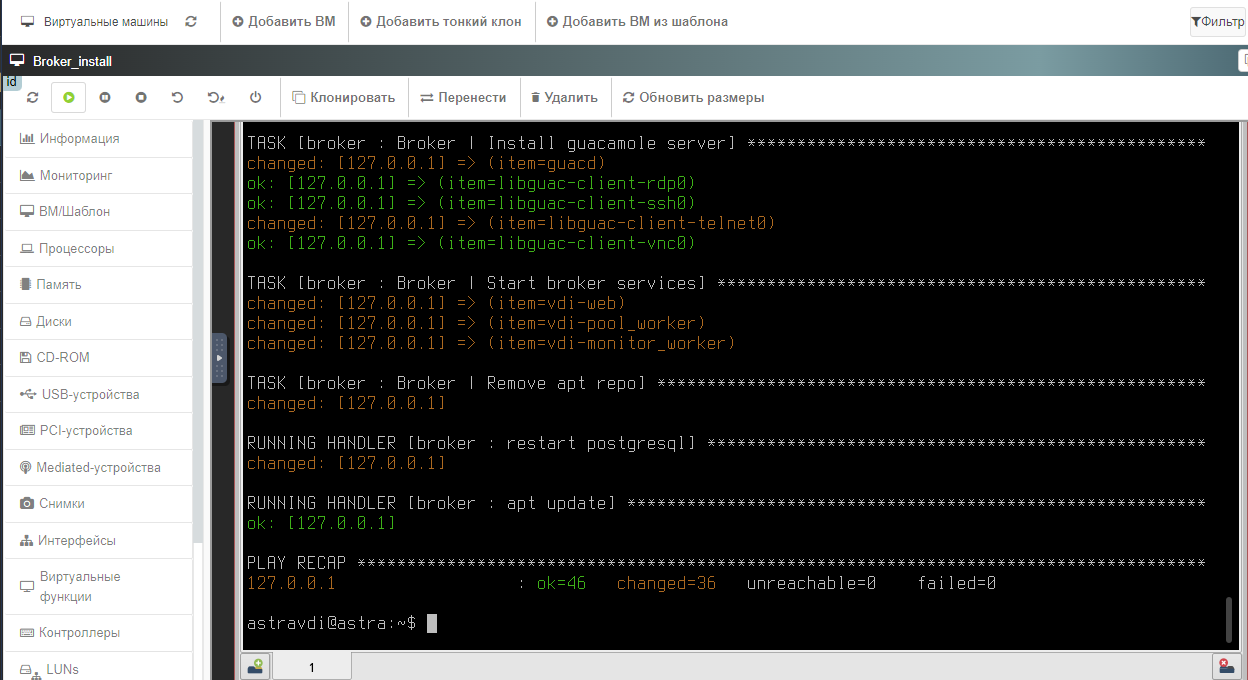 Виртуальные машины Добавить ВМ Добавить тонкий клон Добавить ВМ из шаблона Фильтр
Broker_install
id
Клонировать Перенести Удалить Обновить размеры
Информация
Мониторинг
ВМ/Шаблон
Процессоры
Память
Диски
CD-ROM
USB-устройства
PCI-устройства
Mediated-устройства
Снимки
Интерфейсы
Виртуальные
функции
Контроллеры
LUNs
TASK [broker : Broker | Install guacamole server] **********************************************
changed: [127.0.0.1] => (item=guacd)
ok: [127.0.0.1] => (item=libguac-client-rdp0)
ok: [127.0.0.1] => (item=libguac-client-ssh0)
changed: [127.0.0.1] => (item=libguac-client-telnet0)
ok: [127.0.0.1] => (item=libguac-client-vnc0)
TASK [broker : Broker | Start broker services] *************************************************
changed: [127.0.0.1] => (item=vdi-web)
changed: [127.0.0.1] => (item=vdi-pool_worker)
changed: [127.0.0.1] => (item=vdi-monitor_worker)
TASK [broker : Broker | Remove apt repo] *******************************************************
changed: [127.0.0.1]
RUNNING HANDLER [broker : restart postgresql] **************************************************
changed: [127.0.0.1]
RUNNING HANDLER [broker : apt update] **********************************************************
ok: [127.0.0.1]
PLAY RECAP *************************************************************************************
127.0.0.1 : ok=46 changed=36 unreachable=0 failed=0
astravdi@astra:~$
1